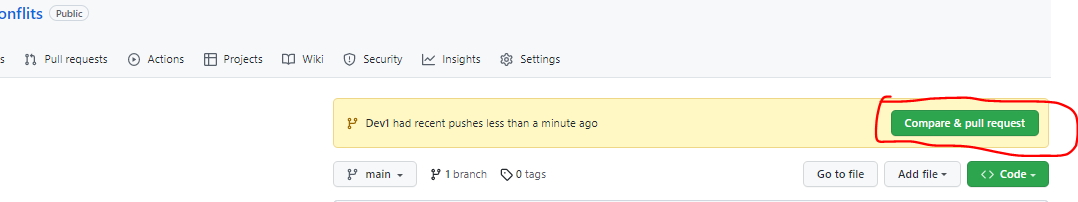 onflits Public
s Pull requests Actions Projects Wiki Security Insights Settings
Dev1 had recent pushes less than a minute ago Compare & pull request
main 1 branch 0 tags Go to file Add file Code